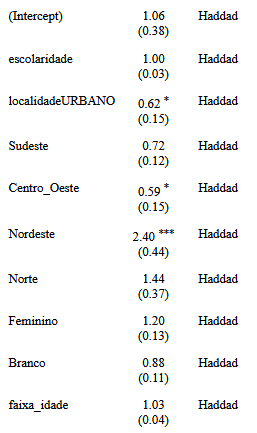 (Intercept) 1.06 Haddad
(0.38)
escolaridade 1.00 Haddad
(0.03)
localidadeURBANO 0.62 * Haddad
(0.15)
Sudeste 0.72 Haddad
(0.12)
Centro_Oeste 0.59 * Haddad
(0.15)
Nordeste 2.40 *** Haddad
(0.44)
Norte 1.44 Haddad
(0.37)
Feminino 1.20 Haddad
(0.13)
Branco 0.88 Haddad
(0.11)
faixa_idade 1.03 Haddad
(0.04)